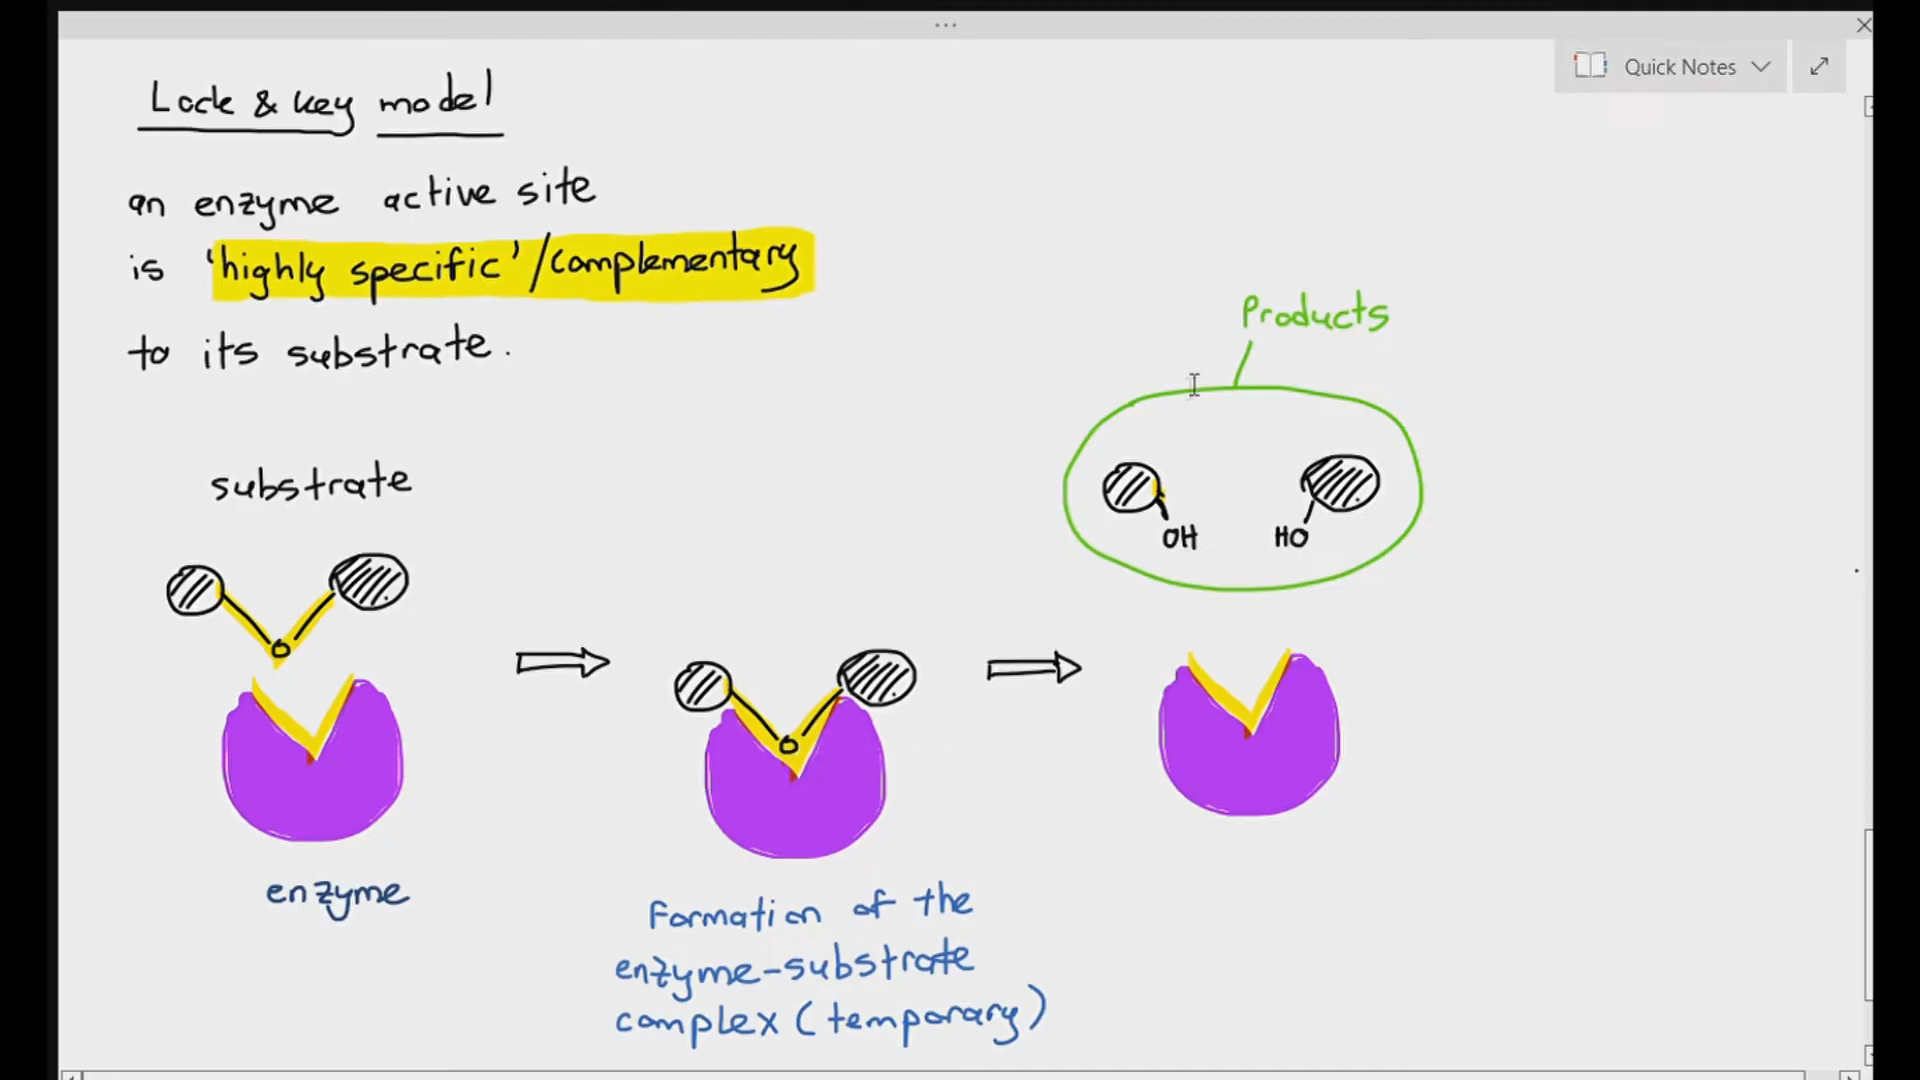 Quick Notes
Lock & key model
an enzyme active site
is 'highly specific'/complementary
to its substrate.
Products
substrate
OH HO
O
O
enzyme
Formation of the
enzyme-substrate
complex (temporary)